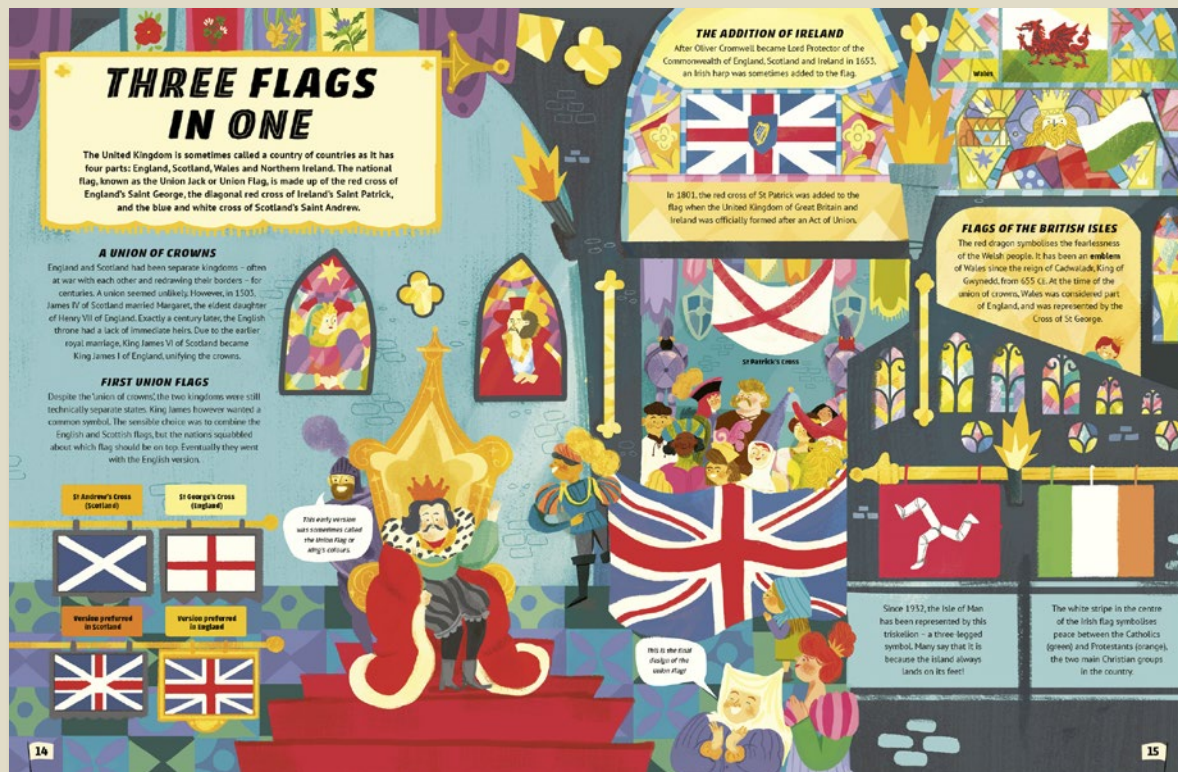 THREE FLAGS
IN ONE
The United Kingdom is sometimes called a country of countries as it has
four parts: England, Scotland, Wales and Northern Ireland. The national
flag, known as the Union Jack or Union Flag, is made up of the red cross of
England's Saint George, the diagonal red cross of Ireland's Saint Patrick,
and the blue and white cross of Scotland's Saint Andrew.
A UNION OF CROWNS
England and Scotland had been separate kingdoms – often
at war with each other and redrawing their borders – for
centuries. A union seemed unlikely. However, in 1503,
James IV of Scotland married Margaret, the eldest daughter
of Henry VII of England. Exactly a century later, the English
throne had a lack of immediate heirs. Due to the earlier
royal marriage, King James VI of Scotland became
King James I of England, unifying the crowns.
FIRST UNION FLAGS
Despite the 'union of crowns', the two kingdoms were still
technically separate states. King James however wanted a
common symbol. The sensible choice was to combine the
English and Scottish flags, but the nations squabbled
about which flag should be on top. Eventually they went
with the English version.
St Andrew's Cross
(Scotland)
St George's Cross
(England)
Version preferred
in Scotland
Version preferred
in England
This early version
was sometimes called
the Union Flag or
king's colours.
14
THE ADDITION OF IRELAND
After Oliver Cromwell became Lord Protector of the
Commonwealth of England, Scotland and Ireland in 1653,
an Irish harp was sometimes added to the flag.
In 1801, the red cross of St Patrick was added to the
flag when the United Kingdom of Great Britain and
Ireland was officially formed after an Act of Union.
St Patrick's Cross
This is the final
design of the
Union Flag!
Wales
FLAGS OF THE BRITISH ISLES
The red dragon symbolises the fearlessness
of the Welsh people. It has been an emblem
of Wales since the reign of Cadwaladr, King of
Gwynedd, from 655 CE. At the time of the
union of crowns, Wales was considered part
of England, and was represented by the
Cross of St George.
Since 1932, the Isle of Man
has been represented by this
triskelion – a three-legged
symbol. Many say that it is
because the island always
lands on its feet!
The white stripe in the centre
of the Irish flag symbolises
peace between the Catholics
(green) and Protestants (orange),
the two main Christian groups
in the country.
15